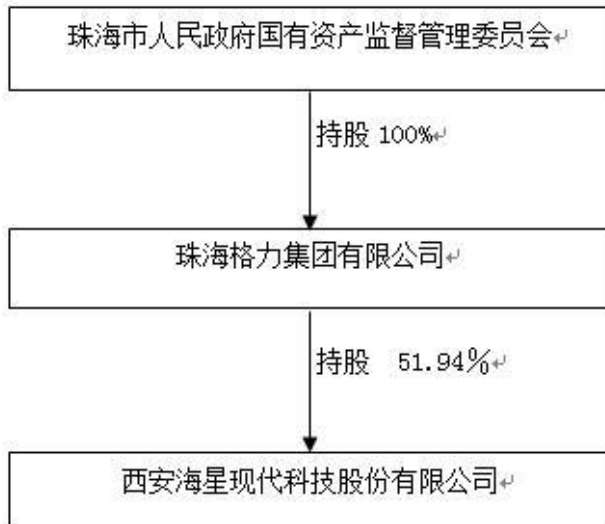 珠海市人民政府国有资产监督管理委员会
持股 100%
珠海格力集团有限公司
持股 51.94%
西安海星现代科技股份有限公司